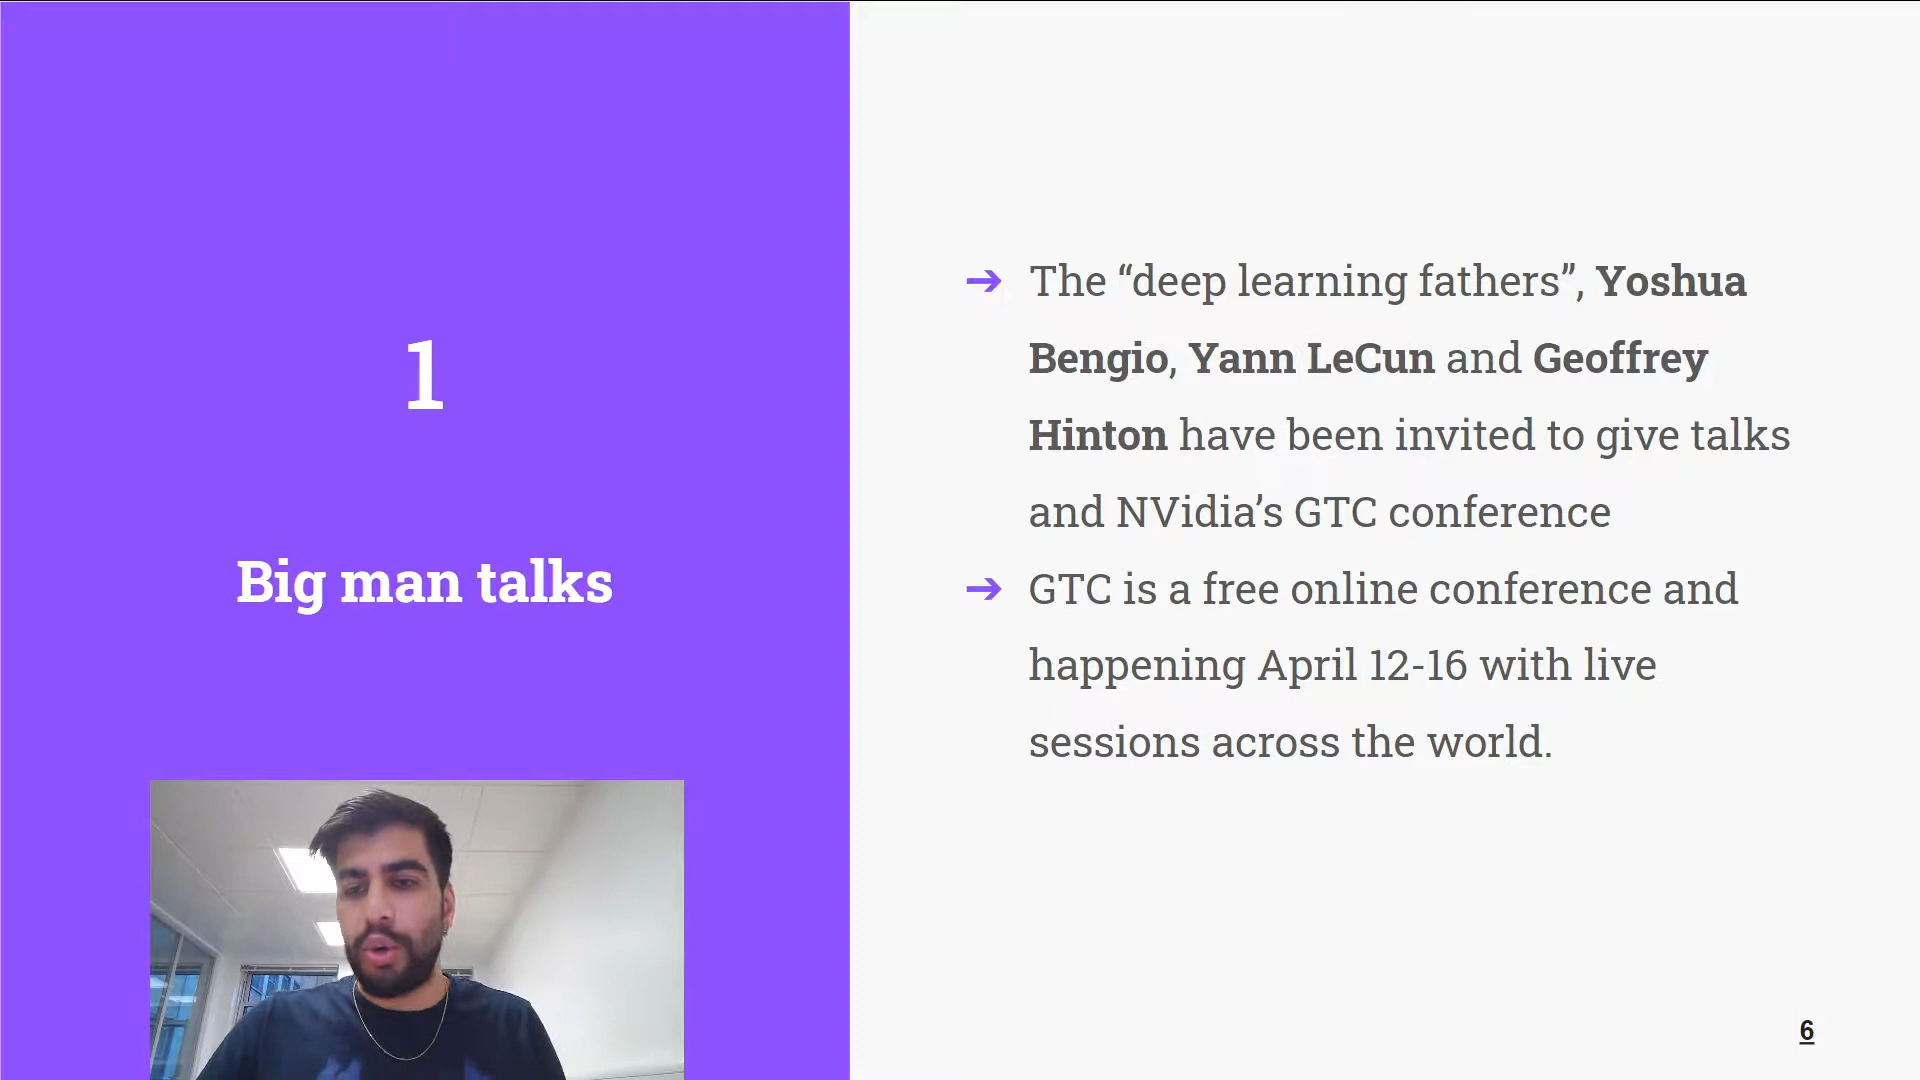 1
Big man talks
➔ The “deep learning fathers”, Yoshua
Bengio, Yann LeCun and Geoffrey
Hinton have been invited to give talks
and NVidia’s GTC conference
➔ GTC is a free online conference and
happening April 12-16 with live
sessions across the world.
6